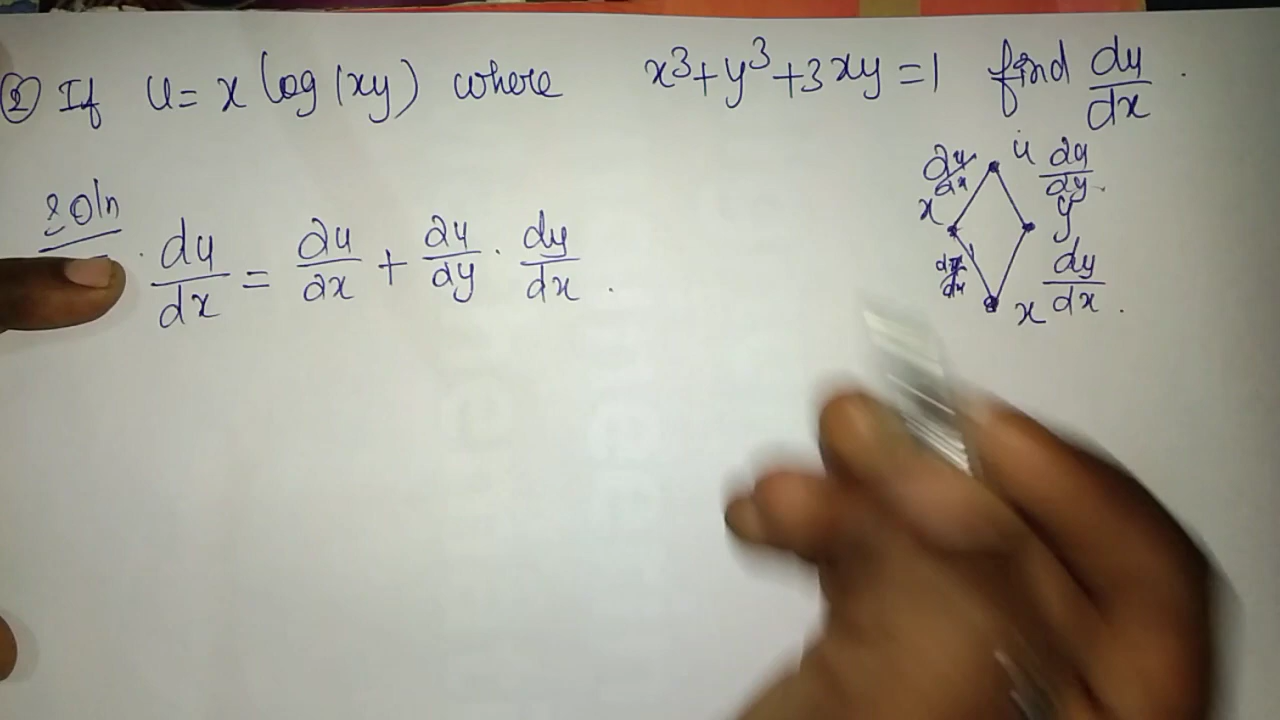 ② If u = x log(xy) where x³+y³+3xy=1 find du/dx .
∂u/∂x u ∂u/∂y
x y
soln du/dx = ∂u/∂x + ∂u/∂y · dy/dx .
dx/dx x dy/dx .